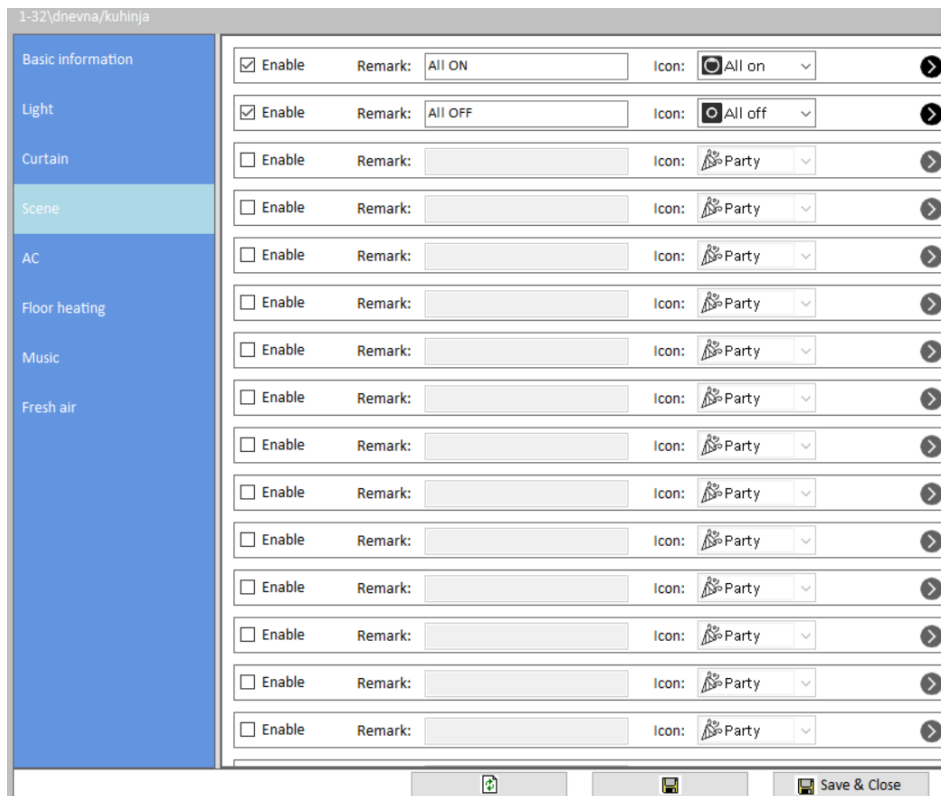 1-32\dnevna/kuhinja
Basic information
Light
Curtain
Scene
AC
Floor heating
Music
Fresh air
Enable Remark: All ON Icon: All on
Enable Remark: All OFF Icon: All off
Enable Remark: Icon: Party
Enable Remark: Icon: Party
Enable Remark: Icon: Party
Enable Remark: Icon: Party
Enable Remark: Icon: Party
Enable Remark: Icon: Party
Enable Remark: Icon: Party
Enable Remark: Icon: Party
Enable Remark: Icon: Party
Enable Remark: Icon: Party
Enable Remark: Icon: Party
Enable Remark: Icon: Party
Enable Remark: Icon: Party
Save & Close